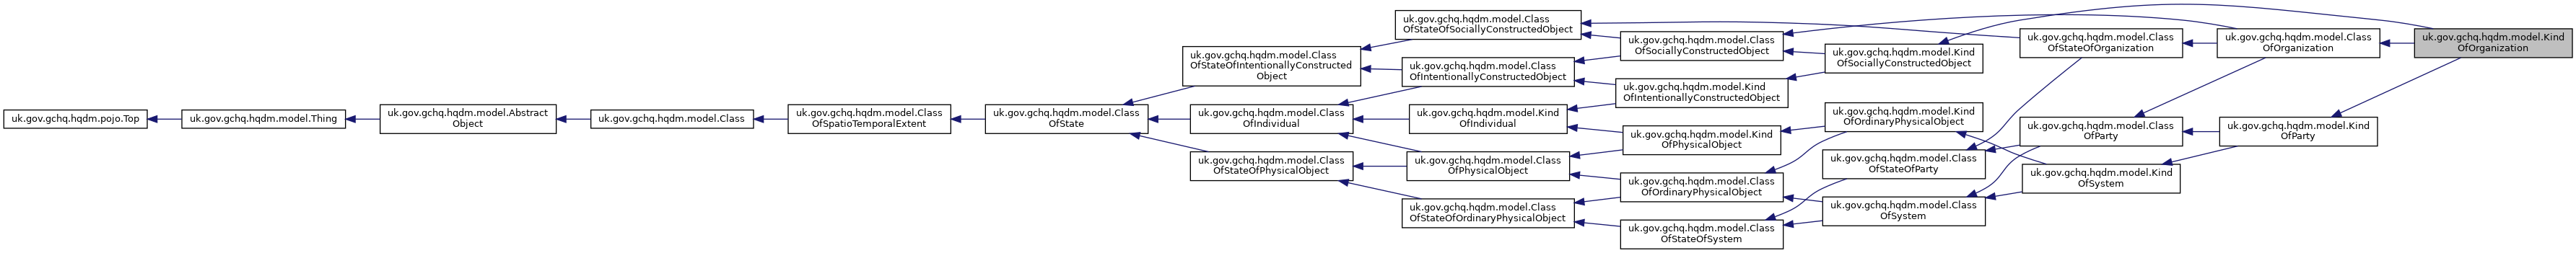 uk.gov.gchq.hqdm.pojo.Top
uk.gov.gchq.hqdm.model.Thing
uk.gov.gchq.hqdm.model.Abstract
Object
uk.gov.gchq.hqdm.model.Class
uk.gov.gchq.hqdm.model.Class
OfSpatioTemporalExtent
uk.gov.gchq.hqdm.model.Class
OfState
uk.gov.gchq.hqdm.model.Class
OfStateOfIntentionallyConstructed
Object
uk.gov.gchq.hqdm.model.Class
OfIndividual
uk.gov.gchq.hqdm.model.Class
OfStateOfPhysicalObject
uk.gov.gchq.hqdm.model.Class
OfStateOfSociallyConstructedObject
uk.gov.gchq.hqdm.model.Class
OfIntentionallyConstructedObject
uk.gov.gchq.hqdm.model.Kind
OfIndividual
uk.gov.gchq.hqdm.model.Class
OfPhysicalObject
uk.gov.gchq.hqdm.model.Class
OfStateOfOrdinaryPhysicalObject
uk.gov.gchq.hqdm.model.Class
OfSociallyConstructedObject
uk.gov.gchq.hqdm.model.Kind
OfIntentionallyConstructedObject
uk.gov.gchq.hqdm.model.Kind
OfPhysicalObject
uk.gov.gchq.hqdm.model.Class
OfOrdinaryPhysicalObject
uk.gov.gchq.hqdm.model.Class
OfStateOfSystem
uk.gov.gchq.hqdm.model.Kind
OfSociallyConstructedObject
uk.gov.gchq.hqdm.model.Kind
OfOrdinaryPhysicalObject
uk.gov.gchq.hqdm.model.Class
OfStateOfParty
uk.gov.gchq.hqdm.model.Class
OfSystem
uk.gov.gchq.hqdm.model.Class
OfStateOfOrganization
uk.gov.gchq.hqdm.model.Class
OfParty
uk.gov.gchq.hqdm.model.Kind
OfSystem
uk.gov.gchq.hqdm.model.Class
OfOrganization
uk.gov.gchq.hqdm.model.Kind
OfParty
uk.gov.gchq.hqdm.model.Kind
OfOrganization